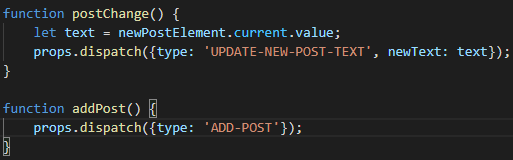 function postChange() {
    let text = newPostElement.current.value;
    props.dispatch({type: 'UPDATE-NEW-POST-TEXT', newText: text});
}

function addPost() {
    props.dispatch({type: 'ADD-POST'});
}